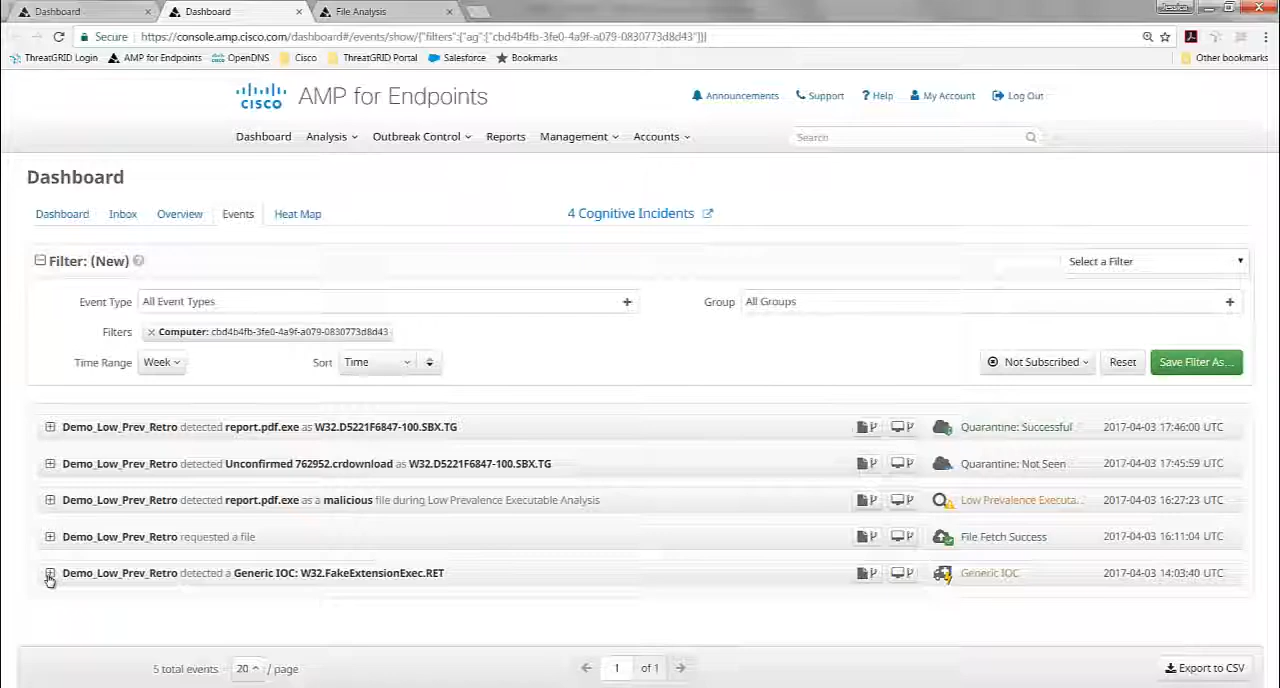 Dashboard × Dashboard × File Analysis ×
Secure https://console.amp.cisco.com/dashboard#/events/show/{"filters":{"ag":["cbd4b4fb-3fe0-4a9f-a079-0830773d8d43"]}}
ThreatGRID Login AMP for Endpoints OpenDNS Cisco ThreatGRID Portal Salesforce Bookmarks Other bookmarks
CISCO AMP for Endpoints Announcements Support ? Help My Account Log Out
Dashboard Analysis Outbreak Control Reports Management Accounts Search
Dashboard
Dashboard Inbox Overview Events Heat Map 4 Cognitive Incidents
Filter: (New) Select a Filter
Event Type All Event Types + Group All Groups +
Filters × Computer: cbd4b4fb-3fe0-4a9f-a079-0830773d8d43
Time Range Week Sort Time Not Subscribed Reset Save Filter As...
Demo_Low_Prev_Retro detected report.pdf.exe as W32.D5221F6847-100.SBX.TG Quarantine: Successful 2017-04-03 17:46:00 UTC
Demo_Low_Prev_Retro detected Unconfirmed 762952.crdownload as W32.D5221F6847-100.SBX.TG Quarantine: Not Seen 2017-04-03 17:45:59 UTC
Demo_Low_Prev_Retro detected report.pdf.exe as a malicious file during Low Prevalence Executable Analysis Low Prevalence Executa... 2017-04-03 16:27:23 UTC
Demo_Low_Prev_Retro requested a file File Fetch Success 2017-04-03 16:11:04 UTC
Demo_Low_Prev_Retro detected a Generic IOC: W32.FakeExtensionExec.RET Generic IOC 2017-04-03 14:03:40 UTC
5 total events 20 / page 1 of 1 Export to CSV